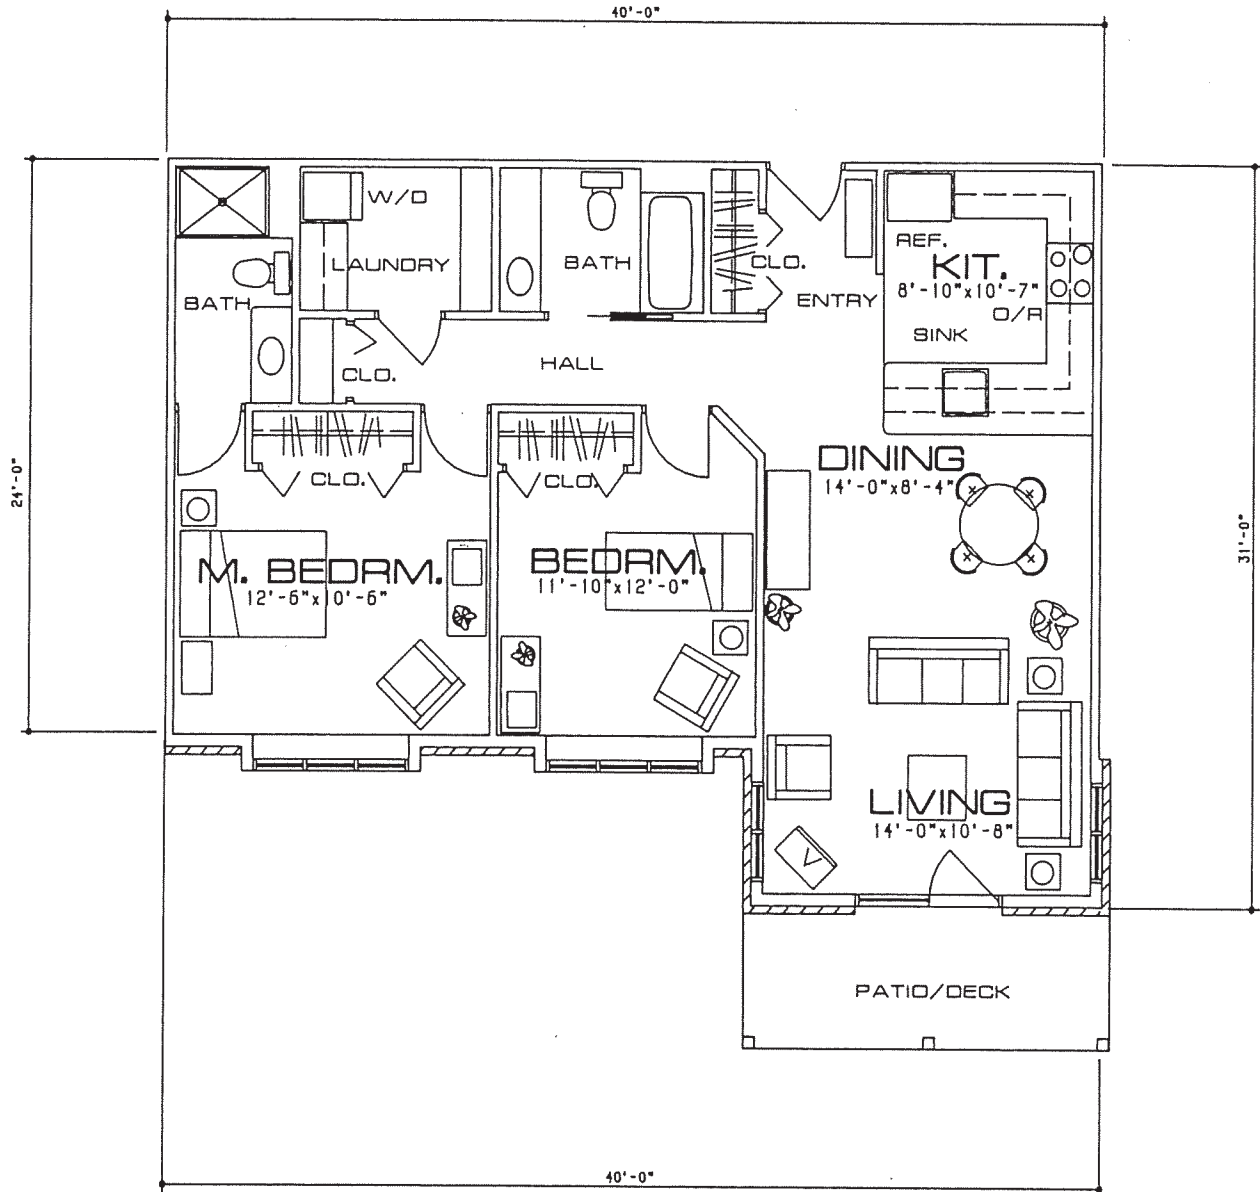 40'-0"
W/D
REF.
LAUNDRY
BATH
CLO.
KIT.
8'-10"x10'-7"
BATH
ENTRY
O/R
SINK
HALL
CLO.
DINING
14'-0"x8'-4"
CLO.
CLO.
24'-0"
31'-0"
M. BEDRM.
12'-6"x10'-6"
BEDRM.
11'-10"x12'-0"
LIVING
14'-0"x10'-8"
PATIO/DECK
40'-0"